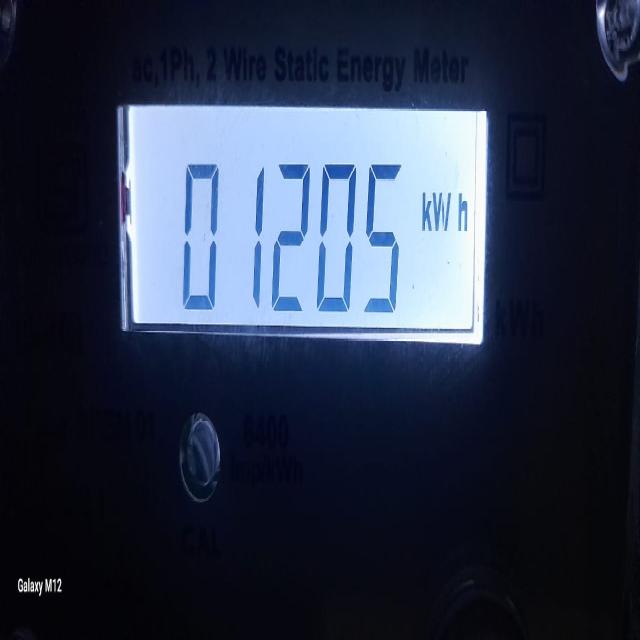 ac,1Ph, 2 Wire Static Energy Meter
01205 kWh
kWh
6400
imp/kWh
CAL
Galaxy M12